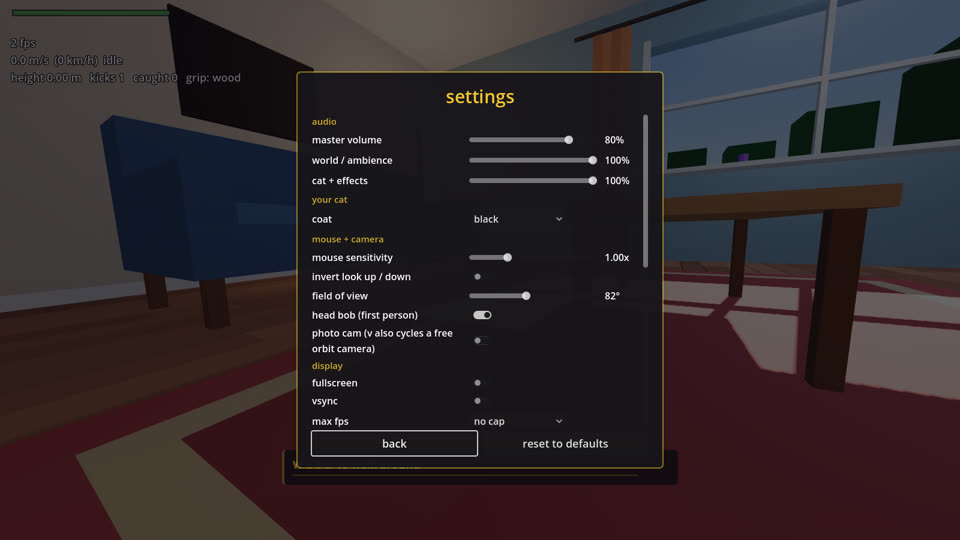 2 fps
0.0 m/s (0 km/h) idle
height 0.00 m kicks 1 caught 0 grip: wood
settings
audio
master volume 80%
world / ambience 100%
cat + effects 100%
your cat
coat black
mouse + camera
mouse sensitivity 1.00x
invert look up / down
field of view 82°
head bob (first person)
photo cam (v also cycles a free
orbit camera)
display
fullscreen
vsync
max fps no cap
back reset to defaults